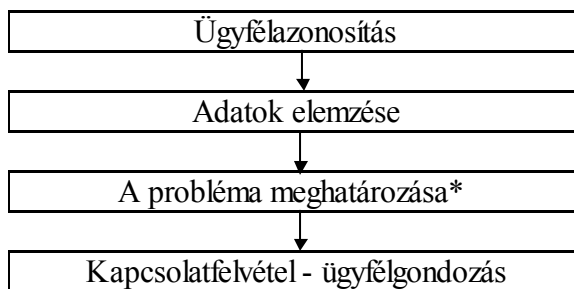 Ügyfélazonosítás
Adatok elemzése
A probléma meghatározása*
Kapcsolatfelvétel - ügyfélgondozás